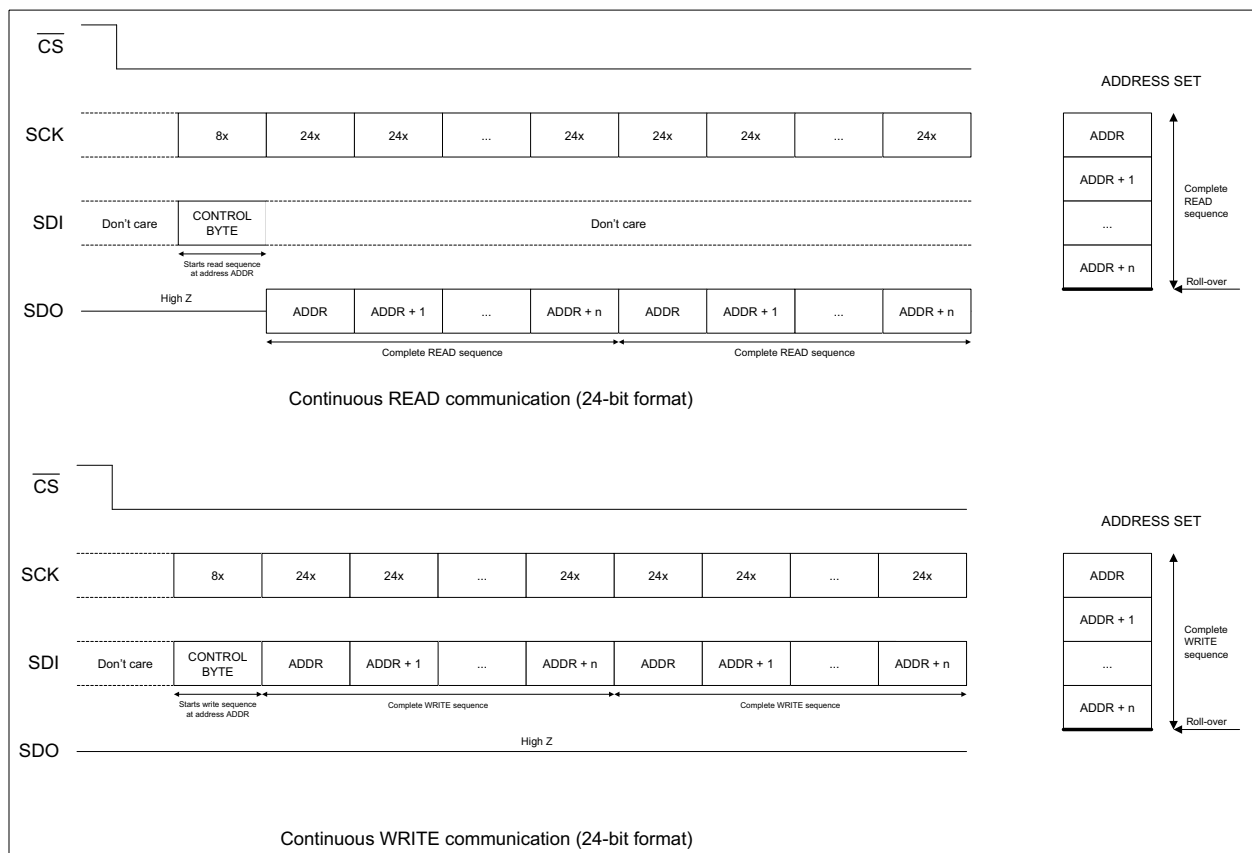 CS
ADDRESS SET
SCK 8x 24x 24x ... 24x 24x 24x ... 24x
ADDR
ADDR + 1
...
ADDR + n
Complete
READ
sequence
Roll-over
SDI Don't care CONTROL
BYTE
Don't care
Starts read sequence
at address ADDR
High Z
SDO ADDR ADDR + 1 ... ADDR + n ADDR ADDR + 1 ... ADDR + n
Complete READ sequence Complete READ sequence
Continuous READ communication (24-bit format)
CS
ADDRESS SET
SCK 8x 24x 24x ... 24x 24x 24x ... 24x
ADDR
ADDR + 1
...
ADDR + n
Complete
WRITE
sequence
Roll-over
SDI Don't care CONTROL
BYTE
ADDR ADDR + 1 ... ADDR + n ADDR ADDR + 1 ... ADDR + n
Starts write sequence
at address ADDR
Complete WRITE sequence Complete WRITE sequence
High Z
SDO
Continuous WRITE communication (24-bit format)